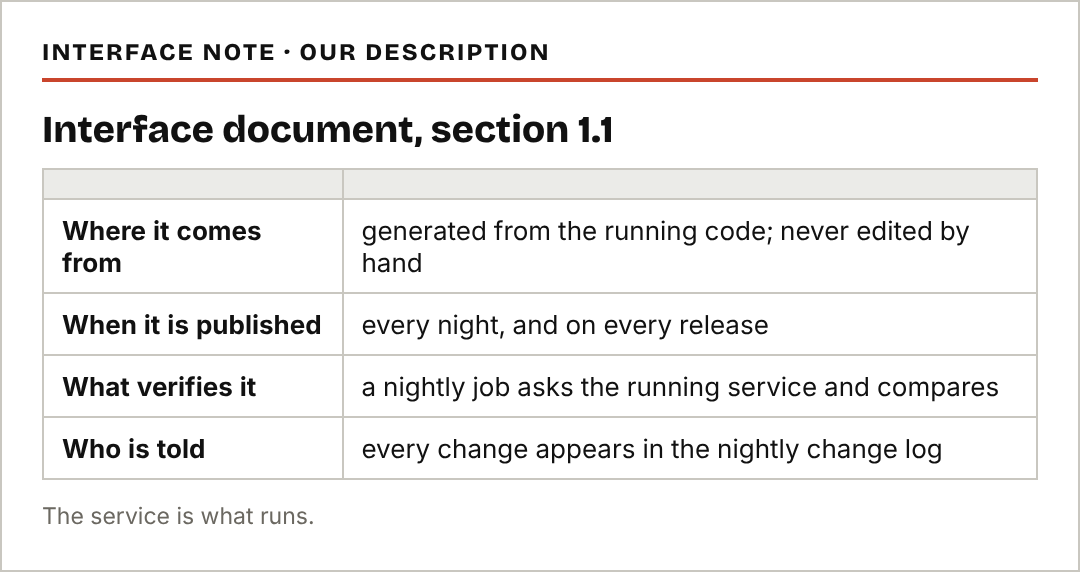 INTERFACE NOTE · OUR DESCRIPTION
Interface document, section 1.1
Where it comes
from
generated from the running code; never edited by
hand
When it is published
every night, and on every release
What verifies it
a nightly job asks the running service and compares
Who is told
every change appears in the nightly change log
The service is what runs.